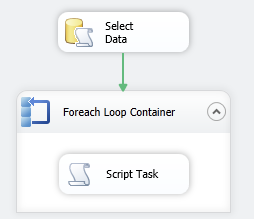 Select
Data
Foreach Loop Container
Script Task